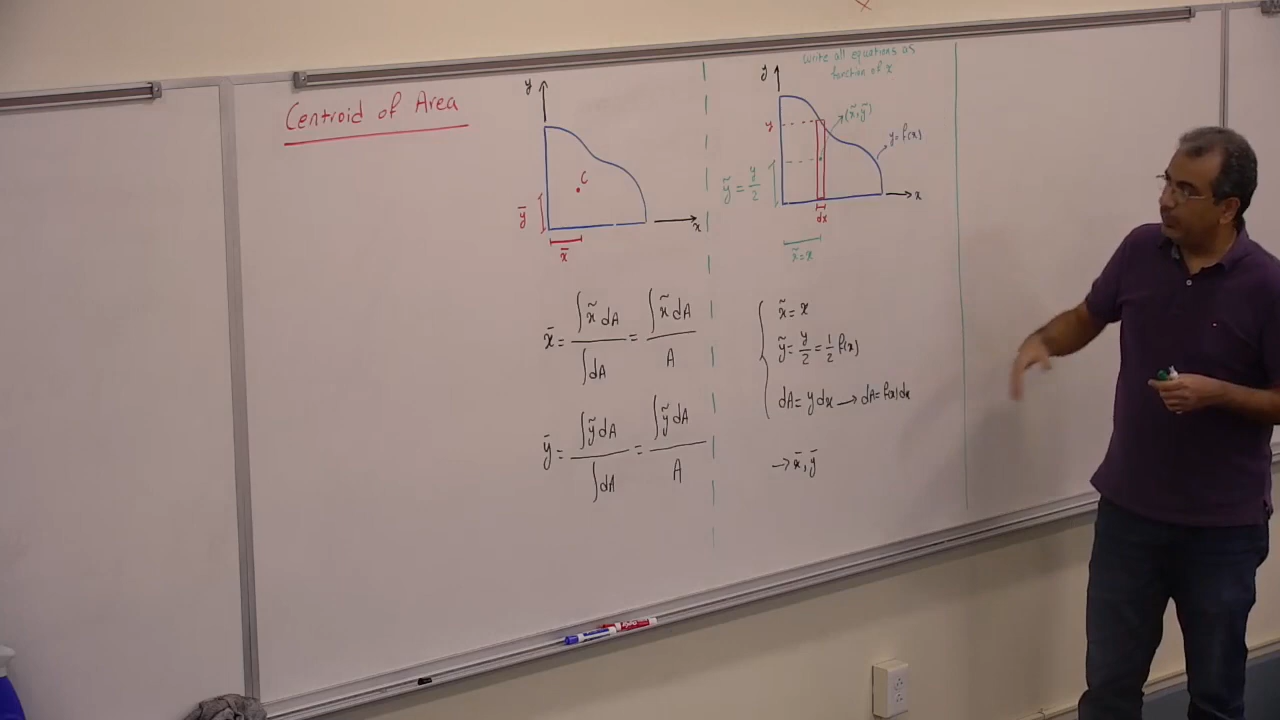 Centroid of Area
y
C
ȳ
x
x̄
x̄ = ∫x̃ dA / ∫dA = ∫x̃ dA / A
ȳ = ∫ỹ dA / ∫dA = ∫ỹ dA / A
write all equations as
function of x
y
(x̃, ỹ)
y
y = f(x)
ỹ = y/2
x
dx
x̃ = x
x̃ = x
ỹ = y/2 = 1/2 f(x)
dA = y dx → dA = f(x) dx
→ x̄, ȳ